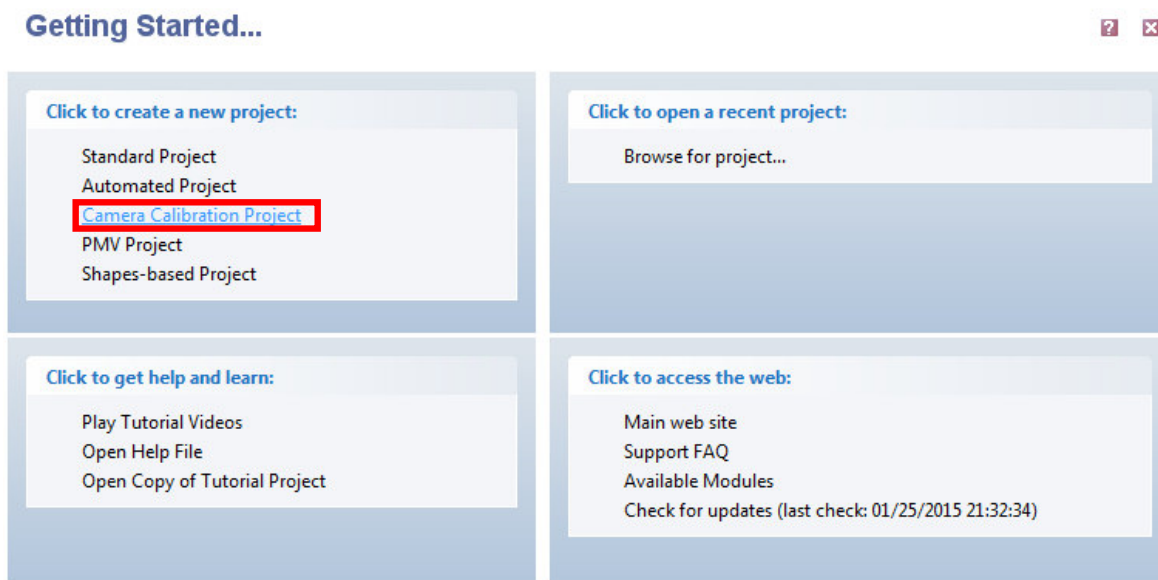 Getting Started...
Click to create a new project:
Standard Project
Automated Project
Camera Calibration Project
PMV Project
Shapes-based Project
Click to open a recent project:
Browse for project...
Click to get help and learn:
Play Tutorial Videos
Open Help File
Open Copy of Tutorial Project
Click to access the web:
Main web site
Support FAQ
Available Modules
Check for updates (last check: 01/25/2015 21:32:34)